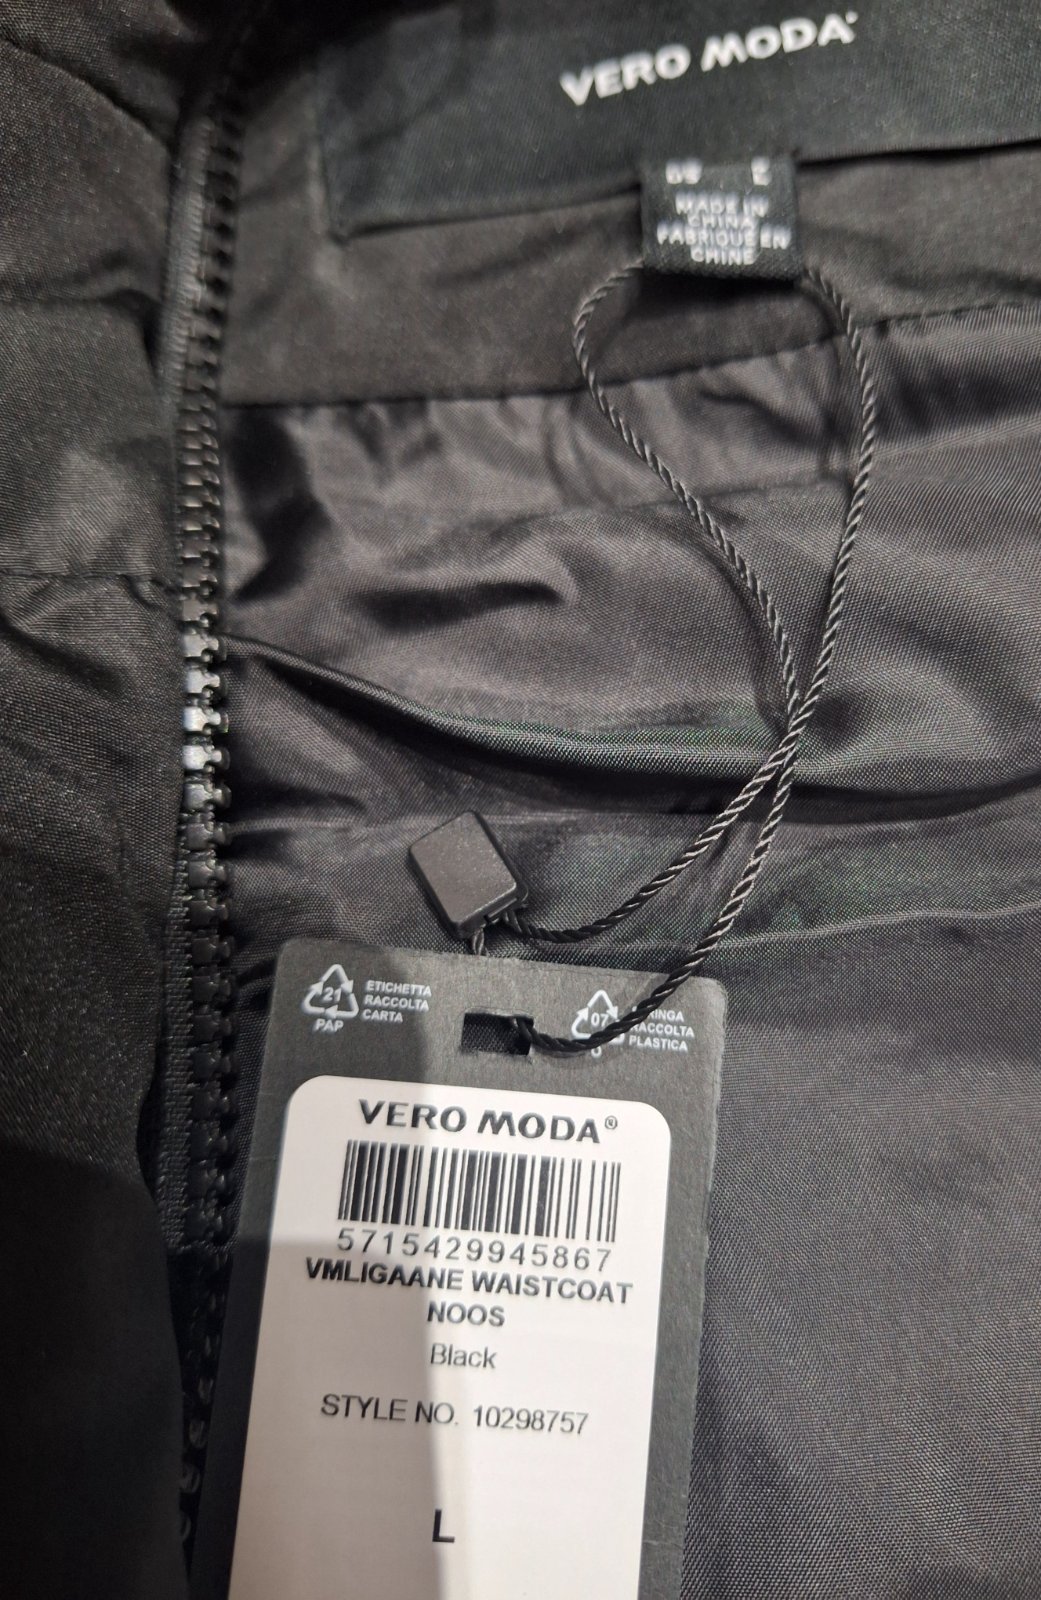 VERO MODA
MADE IN
CHINA
FABRIQUE EN
CHINE
21
PAP
ETICHETTA
RACCOLTA
CARTA
07
O
RACCOLTA
PLASTICA
VERO MODA®
5715429945867
VMLIGAANE WAISTCOAT
NOOS
Black
STYLE NO. 10298757
L